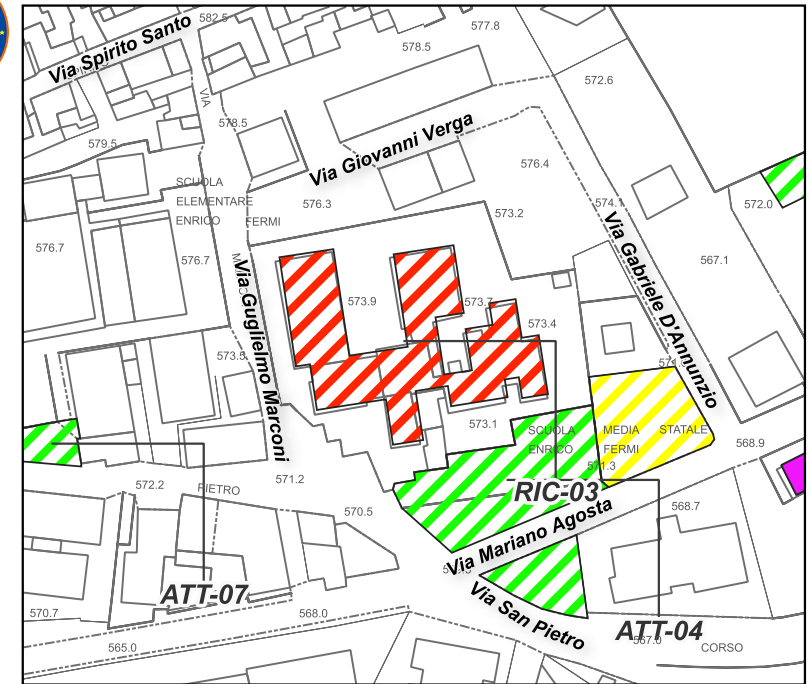 582.5
577.8
Via Spirito Santo
578.5
572.6
VIA
578.5
Via Giovanni Verga
579.5
576.4
SCUOLA
ELEMENTARE
ENRICO FERMI
576.3
574.1
572.0
573.2
576.7
576.7
567.1
Via Gabriele D'Annunzio
Via Guglielmo Marconi
573.9
573.7
573.4
573.5
573.1
SCUOLA MEDIA STATALE
ENRICO FERMI
568.9
571.3
572.2
PIETRO
571.2
RIC-03
570.5
568.7
Via Mariano Agosta
ATT-07
Via San Pietro
570.7
568.0
ATT-04
565.0
CORSO